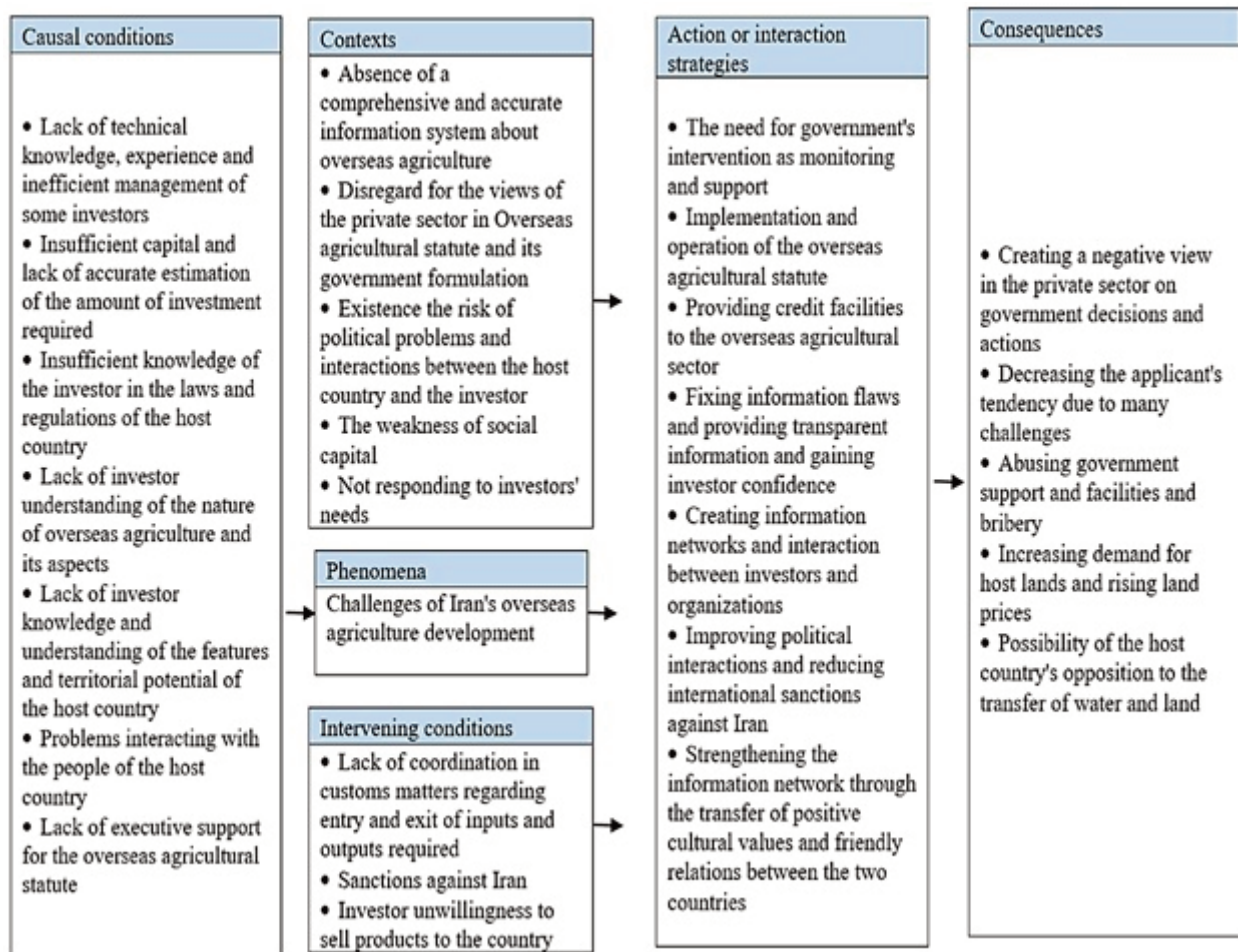 Causal conditions
• Lack of technical
knowledge, experience and
inefficient management of
some investors
• Insufficient capital and
lack of accurate estimation
of the amount of investment
required
• Insufficient knowledge of
the investor in the laws and
regulations of the host
country
• Lack of investor
understanding of the nature
of overseas agriculture and
its aspects
• Lack of investor
knowledge and
understanding of the features
and territorial potential of
the host country
• Problems interacting with
the people of the host
country
• Lack of executive support
for the overseas agricultural
statute
Contexts
• Absence of a
comprehensive and accurate
information system about
overseas agriculture
• Disregard for the views of
the private sector in Overseas
agricultural statute and its
government formulation
• Existence the risk of
political problems and
interactions between the host
country and the investor
• The weakness of social
capital
• Not responding to investors'
needs
Phenomena
Challenges of Iran's overseas
agriculture development
Intervening conditions
• Lack of coordination in
customs matters regarding
entry and exit of inputs and
outputs required
• Sanctions against Iran
• Investor unwillingness to
sell products to the country
Action or interaction
strategies
• The need for government's
intervention as monitoring
and support
• Implementation and
operation of the overseas
agricultural statute
• Providing credit facilities
to the overseas agricultural
sector
• Fixing information flaws
and providing transparent
information and gaining
investor confidence
• Creating information
networks and interaction
between investors and
organizations
• Improving political
interactions and reducing
international sanctions
against Iran
• Strengthening the
information network through
the transfer of positive
cultural values and friendly
relations between the two
countries
Consequences
• Creating a negative view
in the private sector on
government decisions and
actions
• Decreasing the applicant's
tendency due to many
challenges
• Abusing government
support and facilities and
bribery
• Increasing demand for
host lands and rising land
prices
• Possibility of the host
country's opposition to the
transfer of water and land